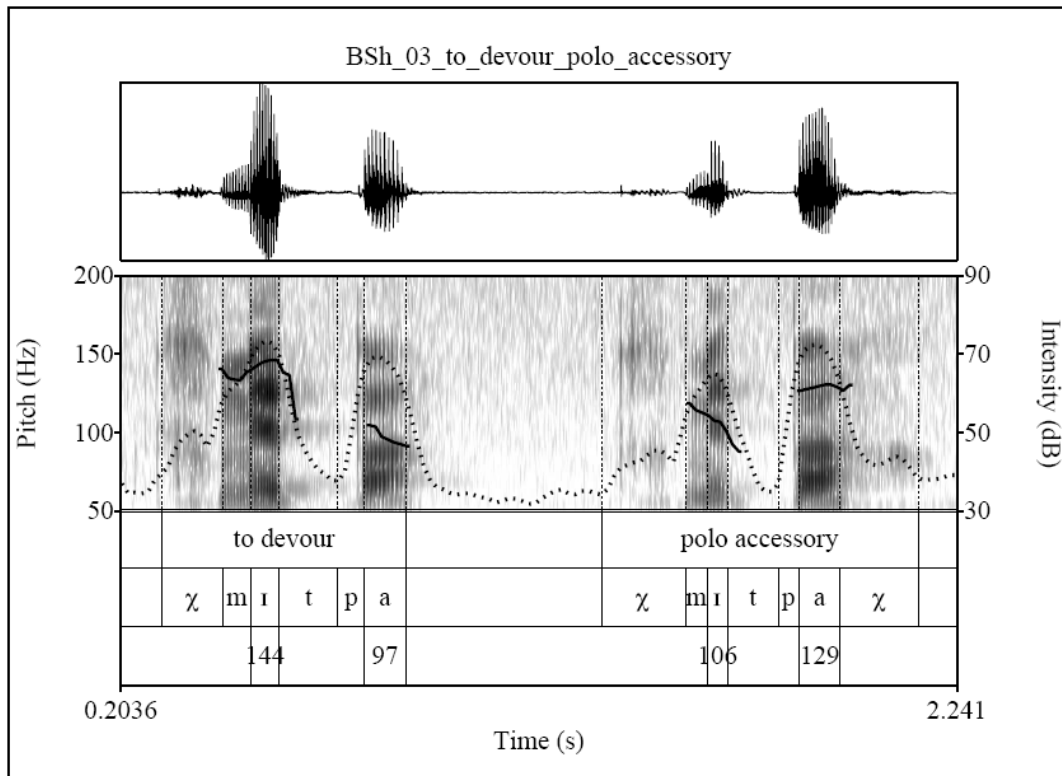 BSh_03_to_devour_polo_accessory
200
150
100
50
Pitch (Hz)
90
70
50
30
Intensity (dB)
to devour polo accessory
χ m ɪ t p a χ m ɪ t p a χ
144 97 106 129
0.2036 2.241
Time (s)